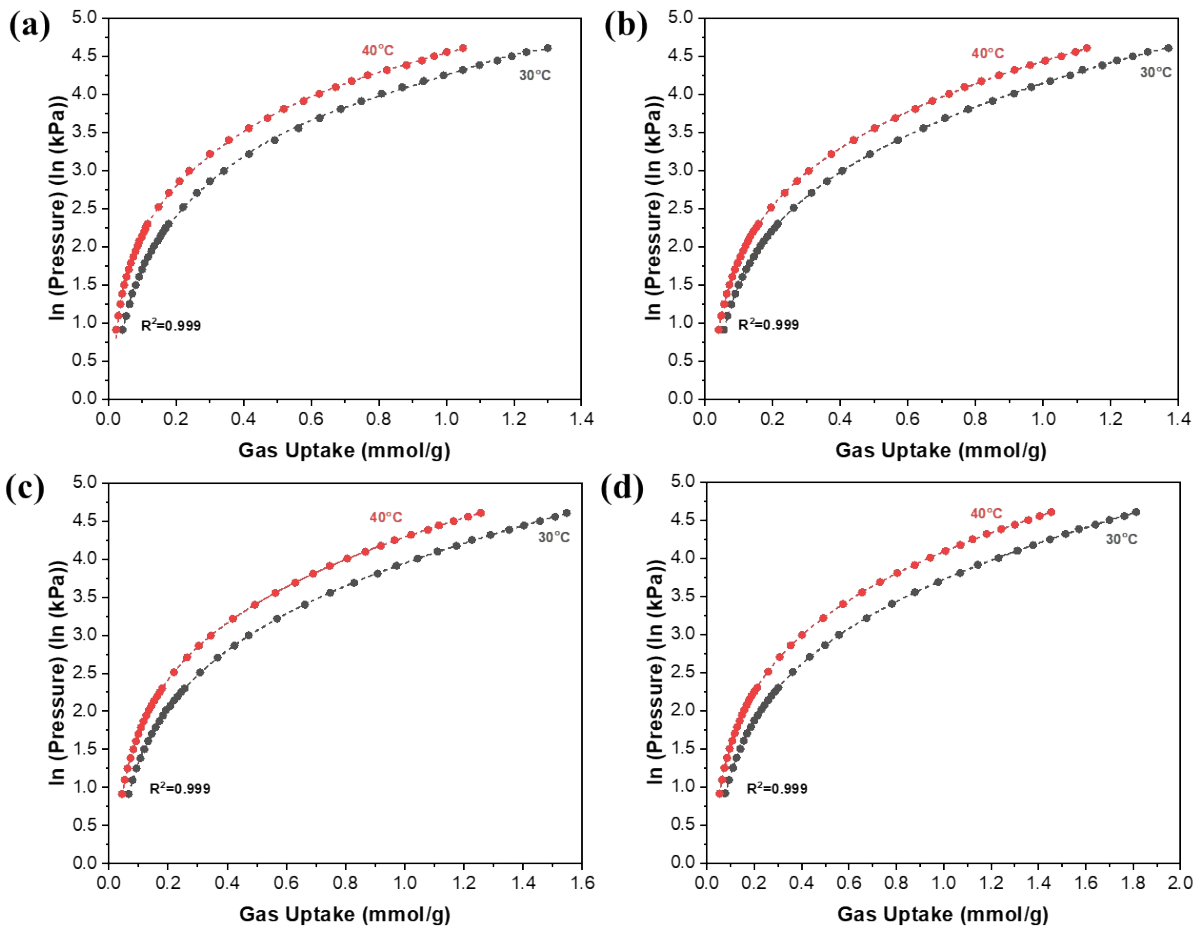 (a)
5.0
4.5
4.0
3.5
3.0
2.5
2.0
1.5
1.0
0.5
0.0
ln (Pressure) (ln (kPa))
40°C
30°C
R²=0.999
0.0 0.2 0.4 0.6 0.8 1.0 1.2 1.4
Gas Uptake (mmol/g)
(b)
5.0
4.5
4.0
3.5
3.0
2.5
2.0
1.5
1.0
0.5
0.0
ln (Pressure) (ln (kPa))
40°C
30°C
R²=0.999
0.0 0.2 0.4 0.6 0.8 1.0 1.2 1.4
Gas Uptake (mmol/g)
(c)
5.0
4.5
4.0
3.5
3.0
2.5
2.0
1.5
1.0
0.5
0.0
ln (Pressure) (ln (kPa))
40°C
30°C
R²=0.999
0.0 0.2 0.4 0.6 0.8 1.0 1.2 1.4 1.6
Gas Uptake (mmol/g)
(d)
5.0
4.5
4.0
3.5
3.0
2.5
2.0
1.5
1.0
0.5
0.0
ln (Pressure) (ln (kPa))
40°C
30°C
R²=0.999
0.0 0.2 0.4 0.6 0.8 1.0 1.2 1.4 1.6 1.8 2.0
Gas Uptake (mmol/g)